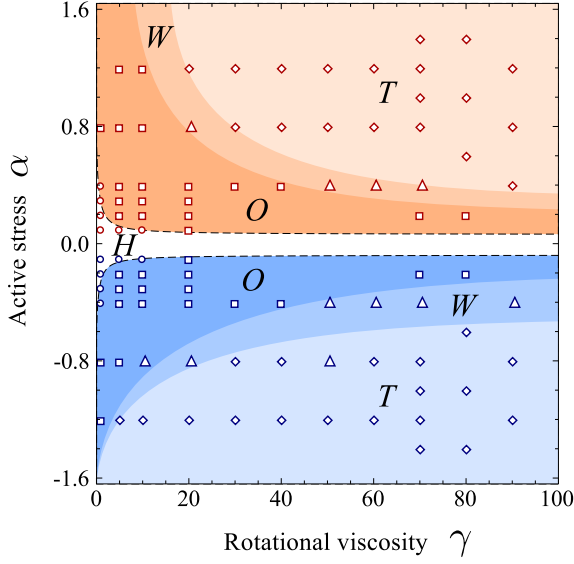 1.6
W
T
0.8
Active stress α
O
0.0
H
O
W
-0.8
T
-1.6
0 20 40 60 80 100
Rotational viscosity γ